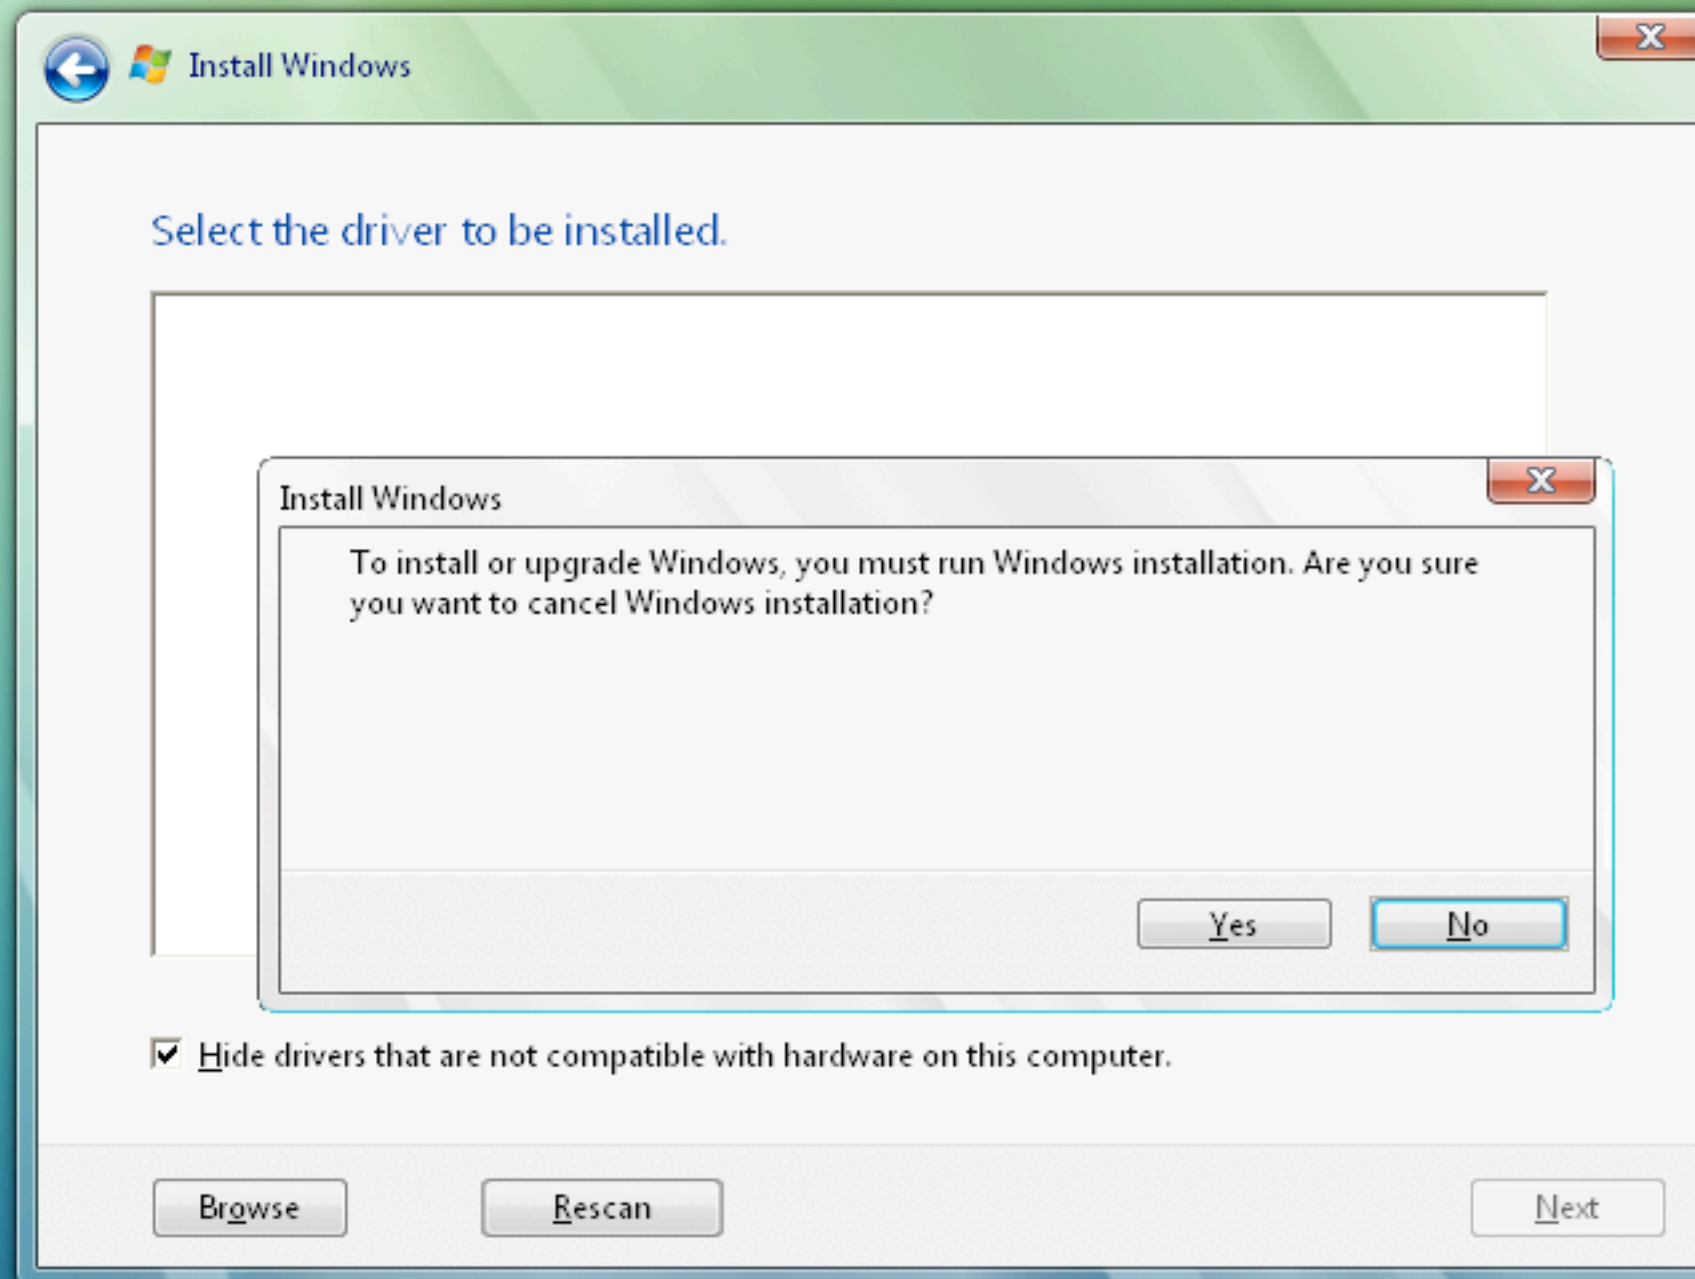 Install Windows
Select the driver to be installed.
Install Windows
To install or upgrade Windows, you must run Windows installation. Are you sure
you want to cancel Windows installation?
Yes
No
Hide drivers that are not compatible with hardware on this computer.
Browse
Rescan
Next